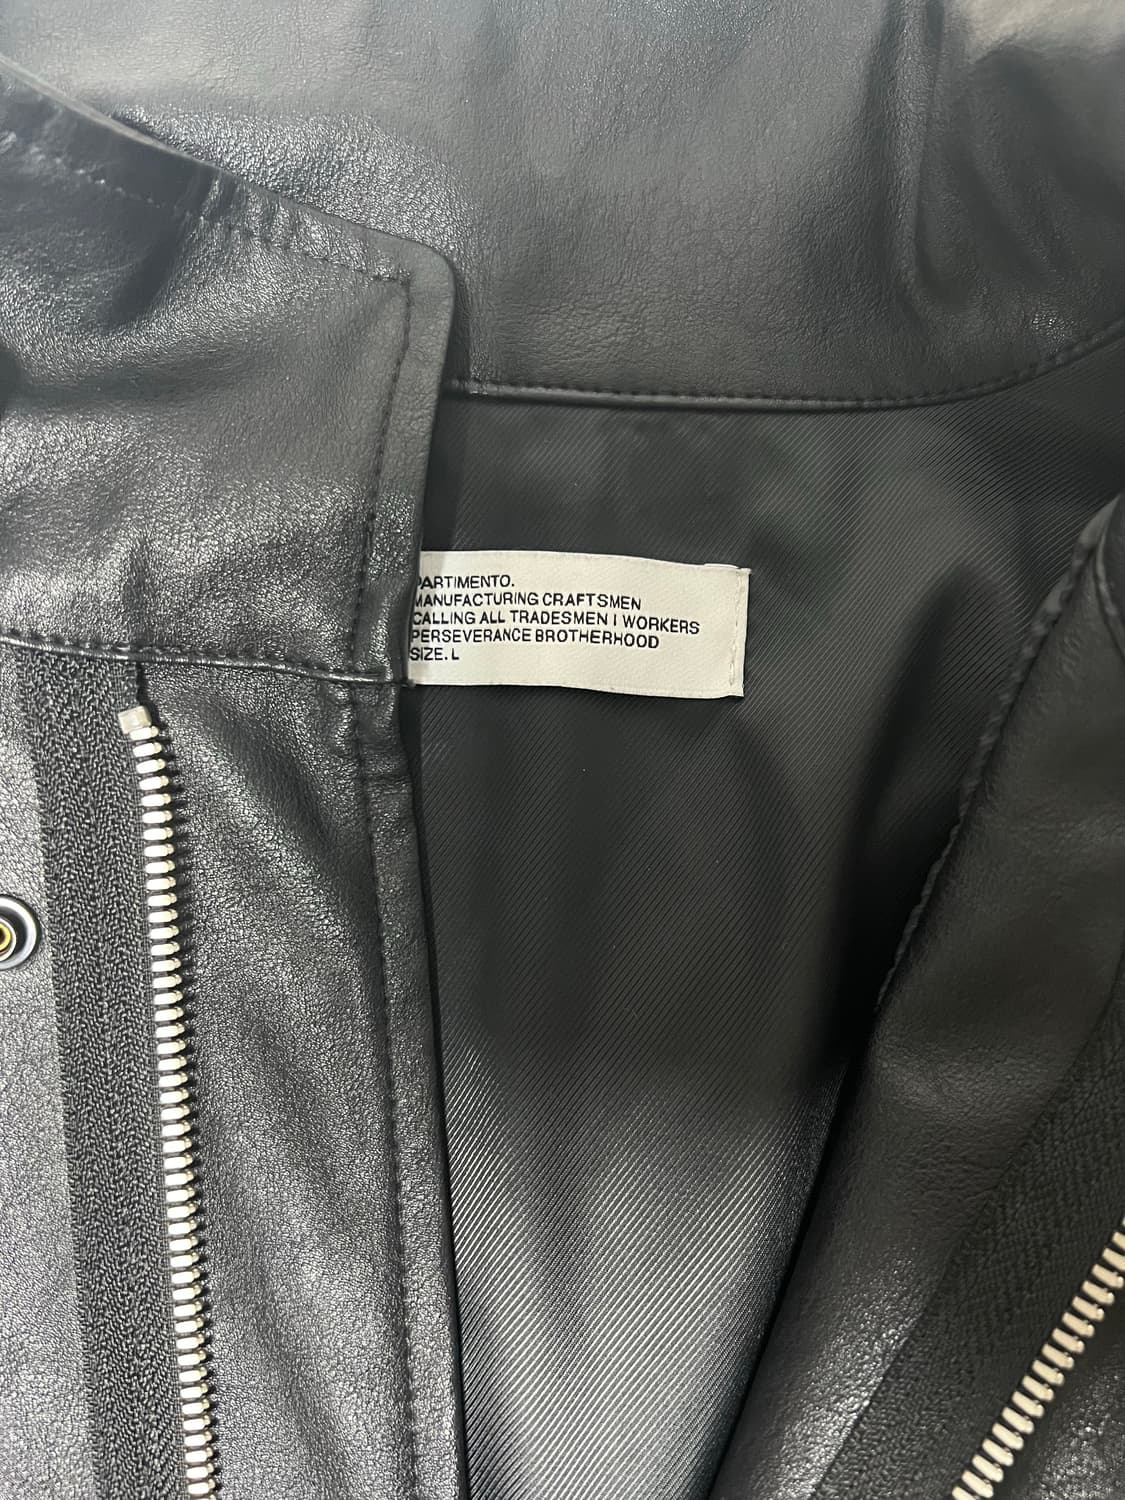 PARTIMENTO.
MANUFACTURING CRAFTSMEN
CALLING ALL TRADESMEN I WORKERS
PERSEVERANCE BROTHERHOOD
SIZE. L